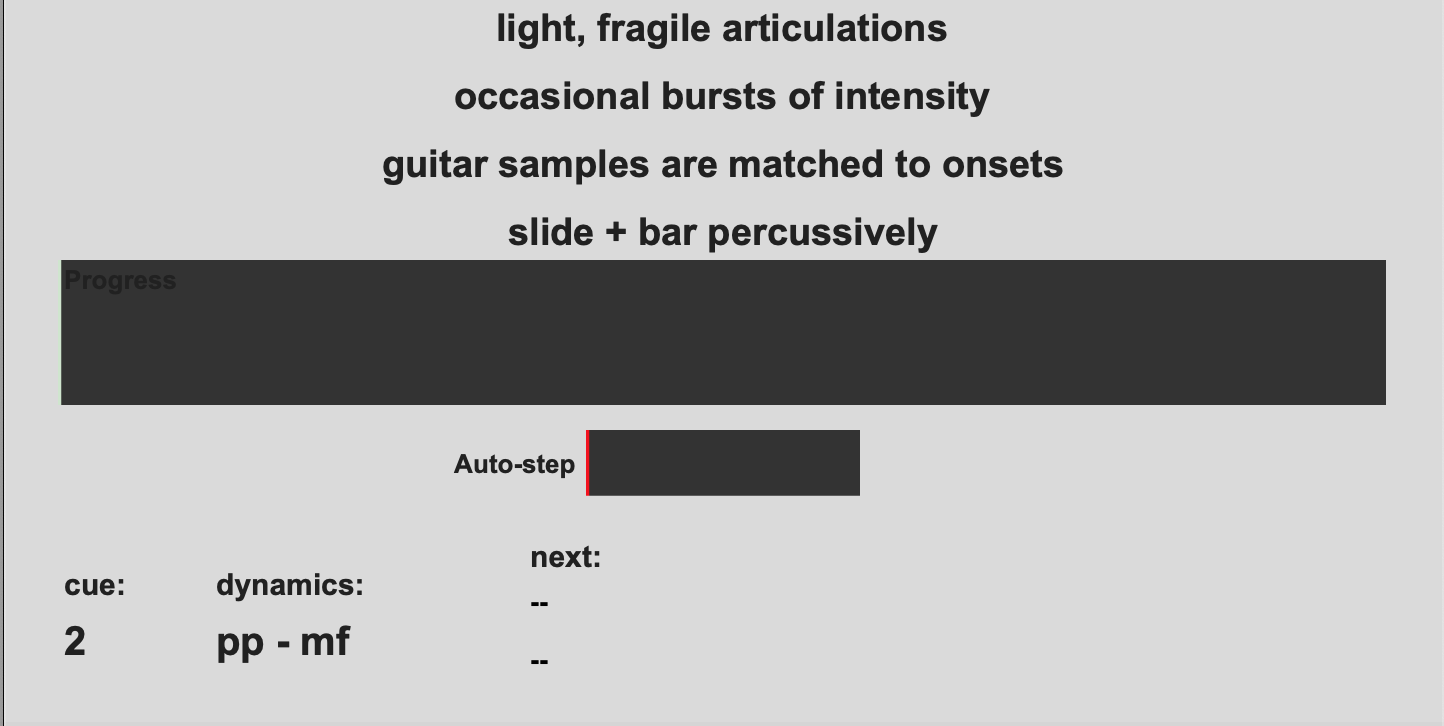 light, fragile articulations
occasional bursts of intensity
guitar samples are matched to onsets
slide + bar percussively
Progress
Auto-step
next:
cue: dynamics:
--
2 pp - mf
--